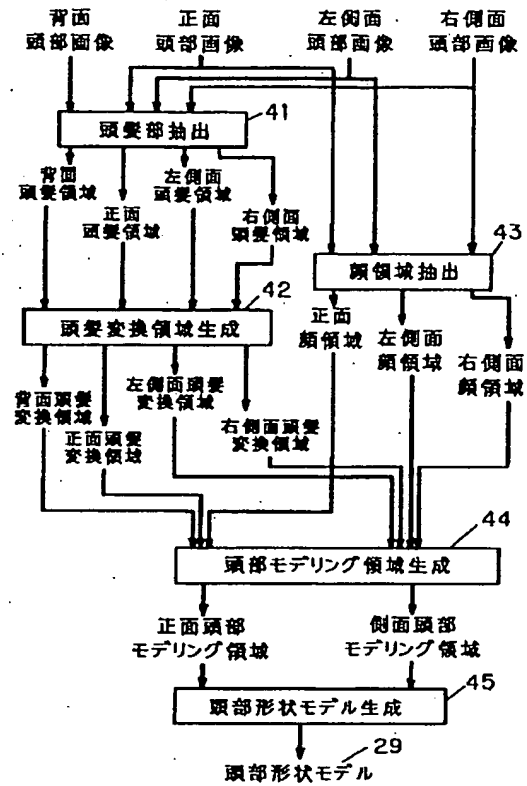 背面
頭部画像
正面
頭部画像
左側面
頭部画像
右側面
頭部画像
頭髪部抽出
41
背面
頭髪領域
正面
頭髪領域
左側面
頭髪領域
右側面
頭髪領域
顔領域抽出
43
頭髪変換領域生成
42
正面
顔領域
左側面
顔領域
右側面
顔領域
背面頭髪
変換領域
正面頭髪
変換領域
左側面頭髪
変換領域
右側面頭髪
変換領域
頭部モデリング領域生成
44
正面頭部
モデリング領域
側面頭部
モデリング領域
頭部形状モデル生成
45
29
頭部形状モデル